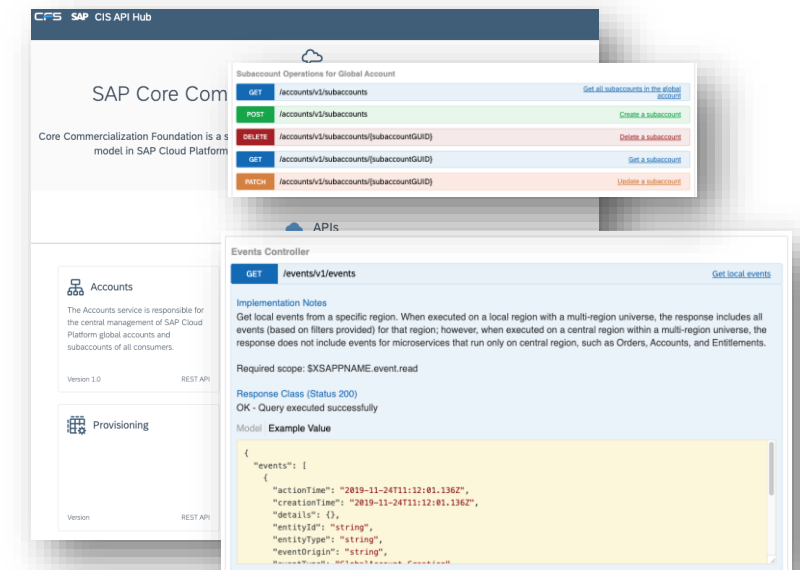 CFS SAP CIS API Hub
SAP Core Com
Core Commercialization Foundation is a s
model in SAP Cloud Platform
APIs
Accounts
The Accounts service is responsible for
the central management of SAP Cloud
Platform global accounts and
subaccounts of all consumers.
Version 1.0 REST API
Provisioning
Version REST API
Subaccount Operations for Global Account
GET /accounts/v1/subaccounts Get all subaccounts in the global
account
POST /accounts/v1/subaccounts Create a subaccount
DELETE /accounts/v1/subaccounts/{subaccountGUID} Delete a subaccount
GET /accounts/v1/subaccounts/{subaccountGUID} Get a subaccount
PATCH /accounts/v1/subaccounts/{subaccountGUID} Update a subaccount
Events Controller
GET /events/v1/events Get local events
Implementation Notes
Get local events from a specific region. When executed on a local region with a multi-region universe, the response includes all
events (based on filters provided) for that region; however, when executed on a central region within a multi-region universe, the
response does not include events for microservices that run only on central region, such as Orders, Accounts, and Entitlements.
Required scope: $XSAPPNAME.event.read
Response Class (Status 200)
OK - Query executed successfully
Model Example Value
{
"events": [
{
"actionTime": "2019-11-24T11:12:01.136Z",
"creationTime": "2019-11-24T11:12:01.136Z",
"details": {},
"entityId": "string",
"entityType": "string",
"eventOrigin": "string",
"eventType": "GlobalAccount Creation"